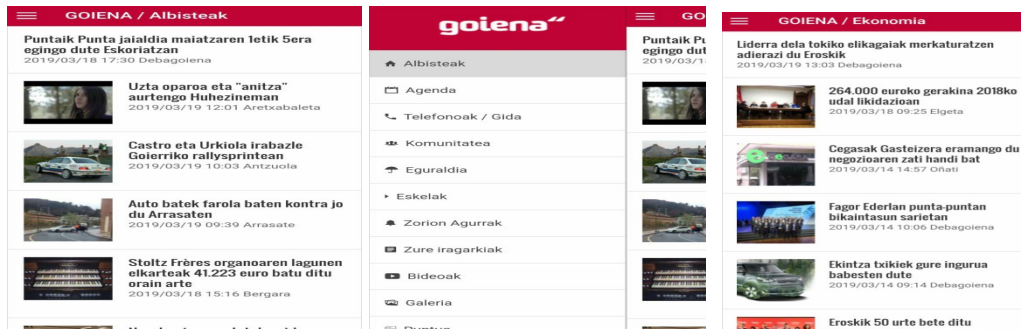 GOIENA / Albisteak
Puntaik Punta jaialdia maiatzaren 1etik 5era
egingo dute Eskoriatzan
2019/03/18 17:30 Debagoiena
Uzta oparoa eta "anitza"
aurtengo Huhezineman
2019/03/19 12:01 Aretxabaleta
Castro eta Urkiola irabazle
Goierriko rallysprintean
2019/03/19 10:03 Antzuola
Auto batek farola baten kontra jo
du Arrasaten
2019/03/19 09:39 Arrasate
Stoltz Frères organoaren lagunen
elkarteak 41.223 euro batu ditu
orain arte
2019/03/18 15:16 Bergara
goiena
Albisteak
Agenda
Telefonoak / Gida
Komunitatea
Eguraldia
Eskelak
Zorion Agurrak
Zure iragarkiak
Bideoak
Galeria
GO
Puntaik Pu
egingo dut
2019/03/1
GOIENA / Ekonomia
Liderra dela tokiko elikagaiak merkaturatzen
adierazi du Eroskik
2019/03/19 13:03 Debagoiena
264.000 euroko gerakina 2018ko
udal likidazioan
2019/03/18 09:25 Elgeta
Cegasak Gasteizera eramango du
negozioaren zati handi bat
2019/03/14 14:57 Oñati
Fagor Ederlan punta-puntan
bikaintasun sarietan
2019/03/14 10:06 Debagoiena
Ekintza txikiek gure ingurua
babesten dute
2019/03/14 09:14 Debagoiena
Eroskik 50 urte bete ditu